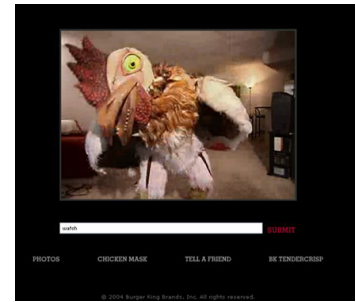 watch
SUBMIT
PHOTOS CHICKEN MASK TELL A FRIEND BK TENDERCRISP
© 2004 Burger King Brands, Inc. All rights reserved.